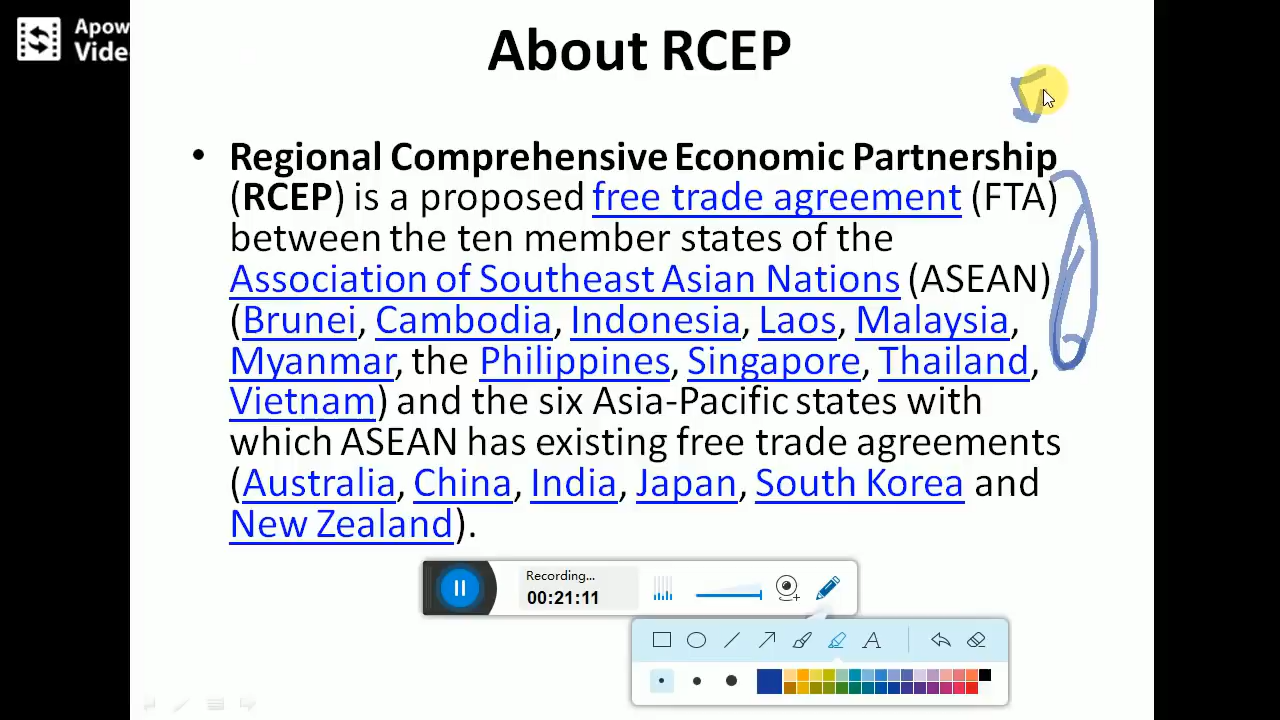 Apow
Vide
About RCEP
• Regional Comprehensive Economic Partnership
(RCEP) is a proposed free trade agreement (FTA)
between the ten member states of the
Association of Southeast Asian Nations (ASEAN)
(Brunei, Cambodia, Indonesia, Laos, Malaysia,
Myanmar, the Philippines, Singapore, Thailand,
Vietnam) and the six Asia-Pacific states with
which ASEAN has existing free trade agreements
(Australia, China, India, Japan, South Korea and
New Zealand).
Recording...
00:21:11
A